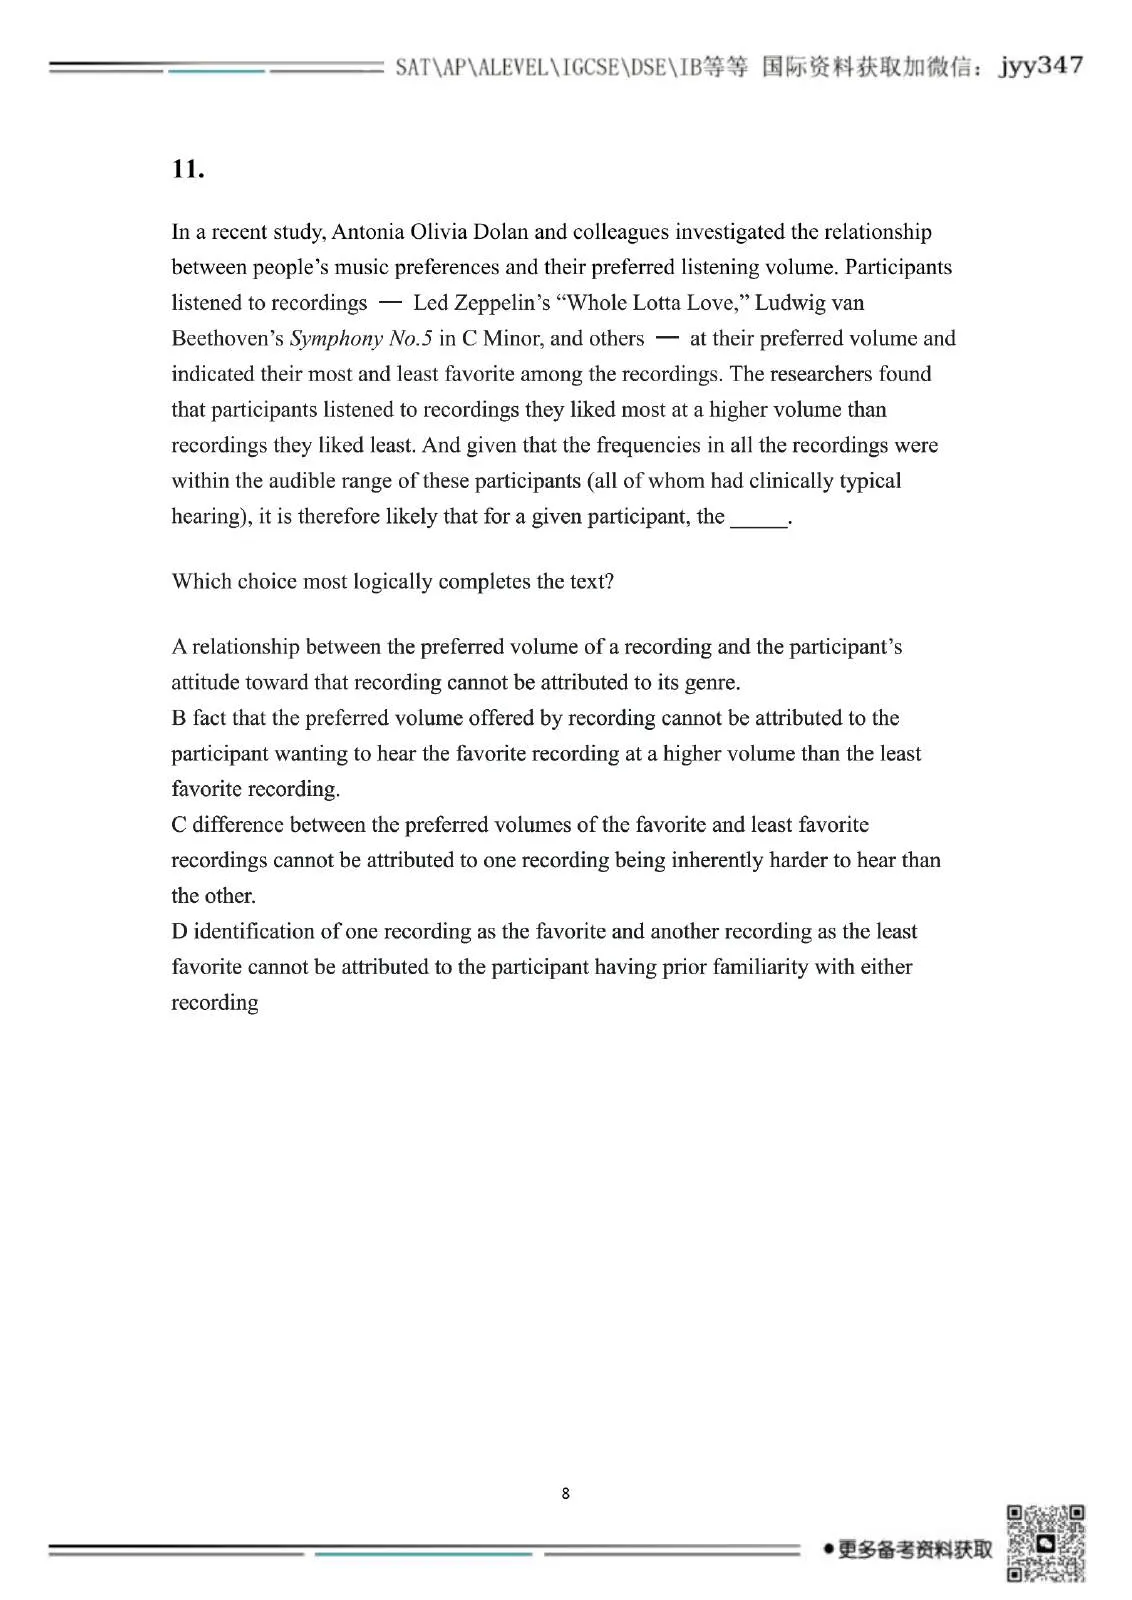 SAT\AP\ALEVEL\IGCSE\DSE\IB等等 国际资料获取加微信：jyy347
11.
In a recent study, Antonia Olivia Dolan and colleagues investigated the relationship
between people’s music preferences and their preferred listening volume. Participants
listened to recordings — Led Zeppelin’s “Whole Lotta Love,” Ludwig van
Beethoven’s Symphony No.5 in C Minor, and others — at their preferred volume and
indicated their most and least favorite among the recordings. The researchers found
that participants listened to recordings they liked most at a higher volume than
recordings they liked least. And given that the frequencies in all the recordings were
within the audible range of these participants (all of whom had clinically typical
hearing), it is therefore likely that for a given participant, the _____.
Which choice most logically completes the text?
A relationship between the preferred volume of a recording and the participant’s
attitude toward that recording cannot be attributed to its genre.
B fact that the preferred volume offered by recording cannot be attributed to the
participant wanting to hear the favorite recording at a higher volume than the least
favorite recording.
C difference between the preferred volumes of the favorite and least favorite
recordings cannot be attributed to one recording being inherently harder to hear than
the other.
D identification of one recording as the favorite and another recording as the least
favorite cannot be attributed to the participant having prior familiarity with either
recording
8
●更多备考资料获取